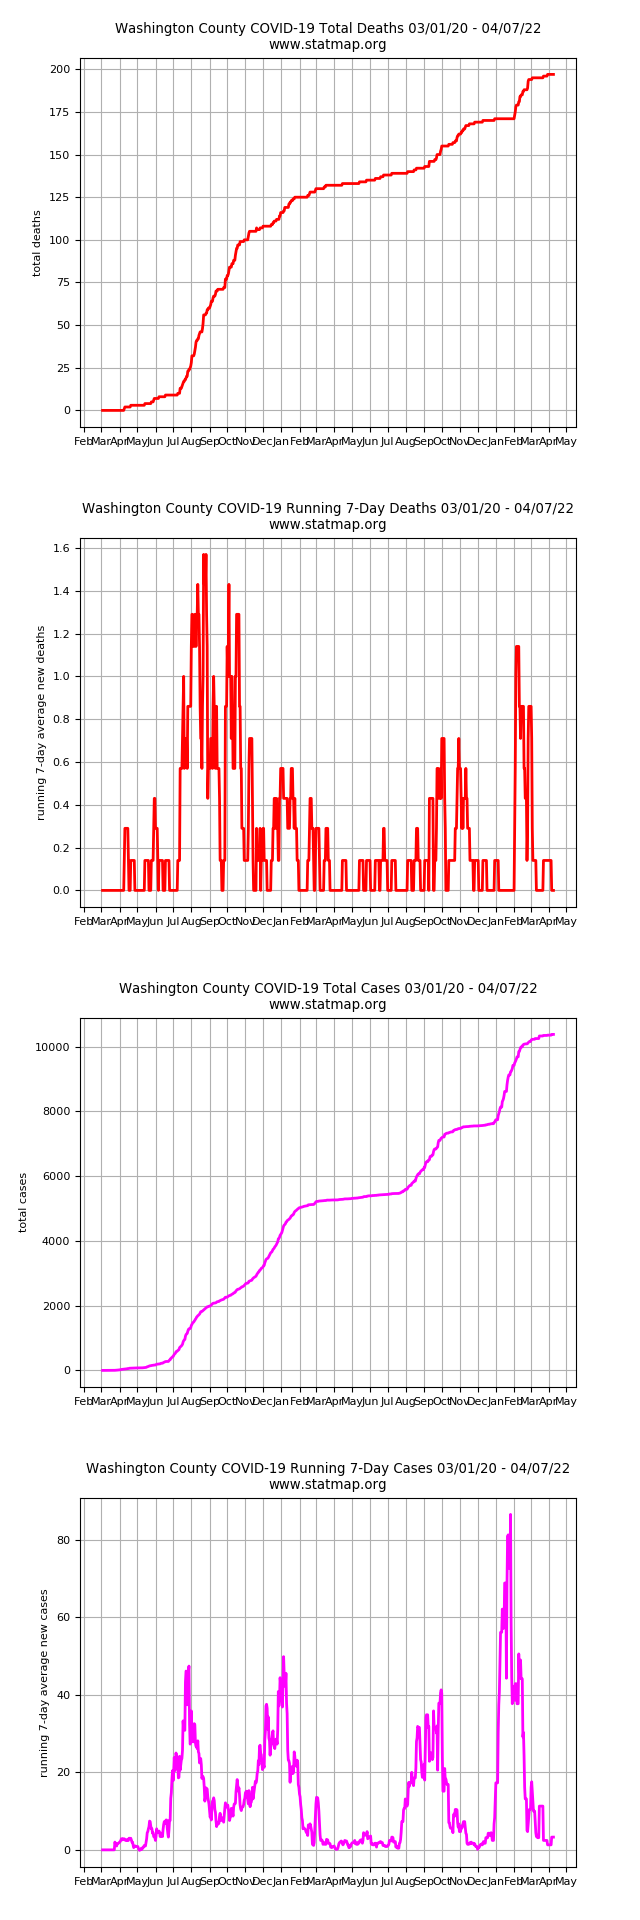 Washington County COVID-19 Total Deaths 03/01/20 - 04/07/22
www.statmap.org
total deaths
200
175
150
125
100
75
50
25
0
Feb Mar Apr May Jun Jul Aug Sep Oct Nov Dec Jan Feb Mar Apr May Jun Jul Aug Sep Oct Nov Dec Jan Feb Mar Apr May
Washington County COVID-19 Running 7-Day Deaths 03/01/20 - 04/07/22
www.statmap.org
running 7-day average new deaths
1.6
1.4
1.2
1.0
0.8
0.6
0.4
0.2
0.0
Feb Mar Apr May Jun Jul Aug Sep Oct Nov Dec Jan Feb Mar Apr May Jun Jul Aug Sep Oct Nov Dec Jan Feb Mar Apr May
Washington County COVID-19 Total Cases 03/01/20 - 04/07/22
www.statmap.org
total cases
10000
8000
6000
4000
2000
0
Feb Mar Apr May Jun Jul Aug Sep Oct Nov Dec Jan Feb Mar Apr May Jun Jul Aug Sep Oct Nov Dec Jan Feb Mar Apr May
Washington County COVID-19 Running 7-Day Cases 03/01/20 - 04/07/22
www.statmap.org
running 7-day average new cases
80
60
40
20
0
Feb Mar Apr May Jun Jul Aug Sep Oct Nov Dec Jan Feb Mar Apr May Jun Jul Aug Sep Oct Nov Dec Jan Feb Mar Apr May